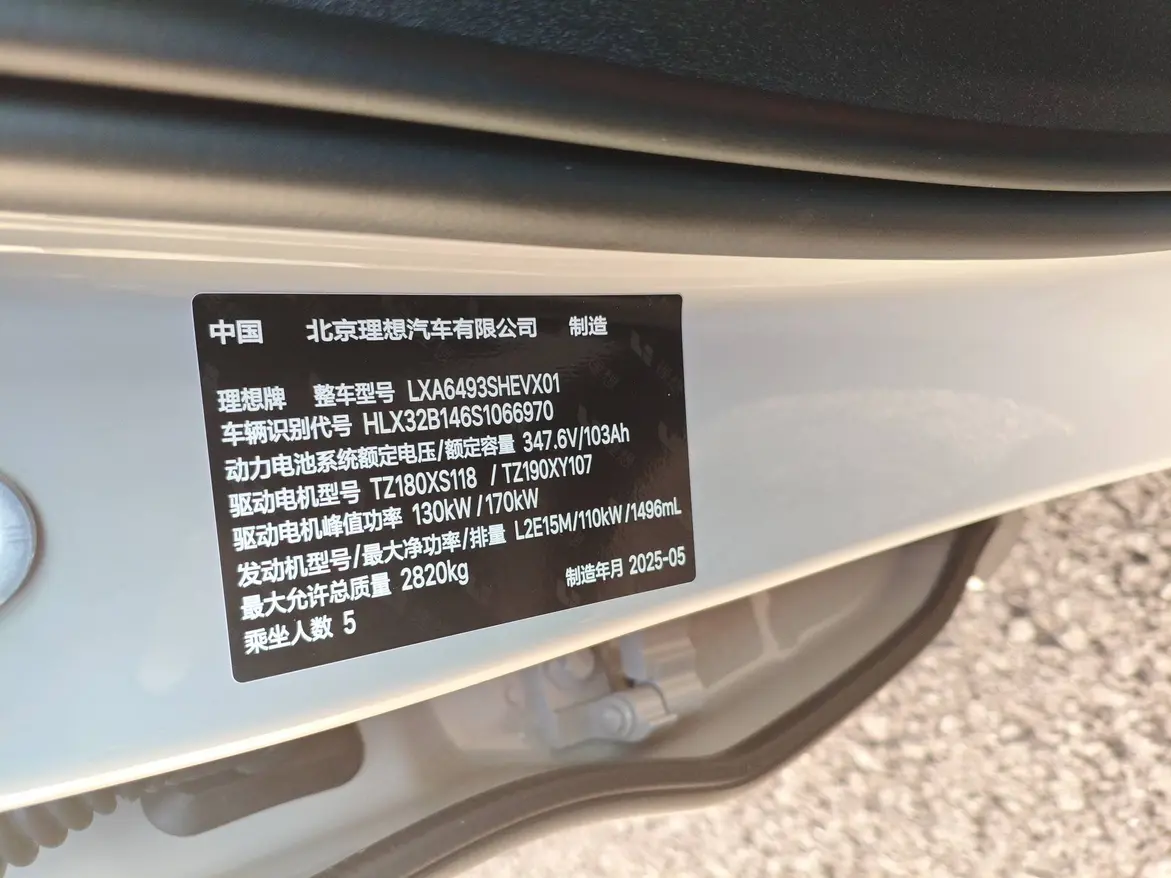 中国 北京理想汽车有限公司 制造
理想牌 整车型号 LXA6493SHEVX01
车辆识别代号 HLX32B146S1066970
动力电池系统额定电压/额定容量 347.6V/103Ah
驱动电机型号 TZ180XS118 / TZ190XY107
驱动电机峰值功率 130kW / 170kW
发动机型号/最大净功率/排量 L2E15M/110kW/1496mL
最大允许总质量 2820kg 制造年月 2025-05
乘坐人数 5